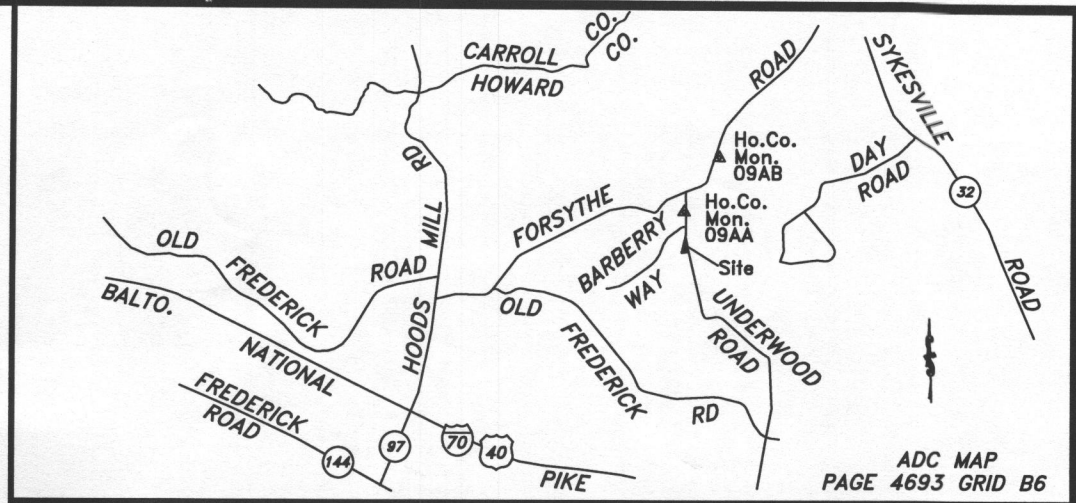 CARROLL CO.
HOWARD CO.
ROAD
SYKESVILLE
ROAD
32
DAY
ROAD
Ho.Co.
Mon.
09AB
Ho.Co.
Mon.
09AA
Site
FORSYTHE
BARBERRY
WAY
UNDERWOOD
ROAD
HOODS MILL RD
OLD
FREDERICK
ROAD
OLD
FREDERICK
RD
BALTO.
NATIONAL
PIKE
70
40
FREDERICK
ROAD
144
97
ADC MAP
PAGE 4693 GRID B6